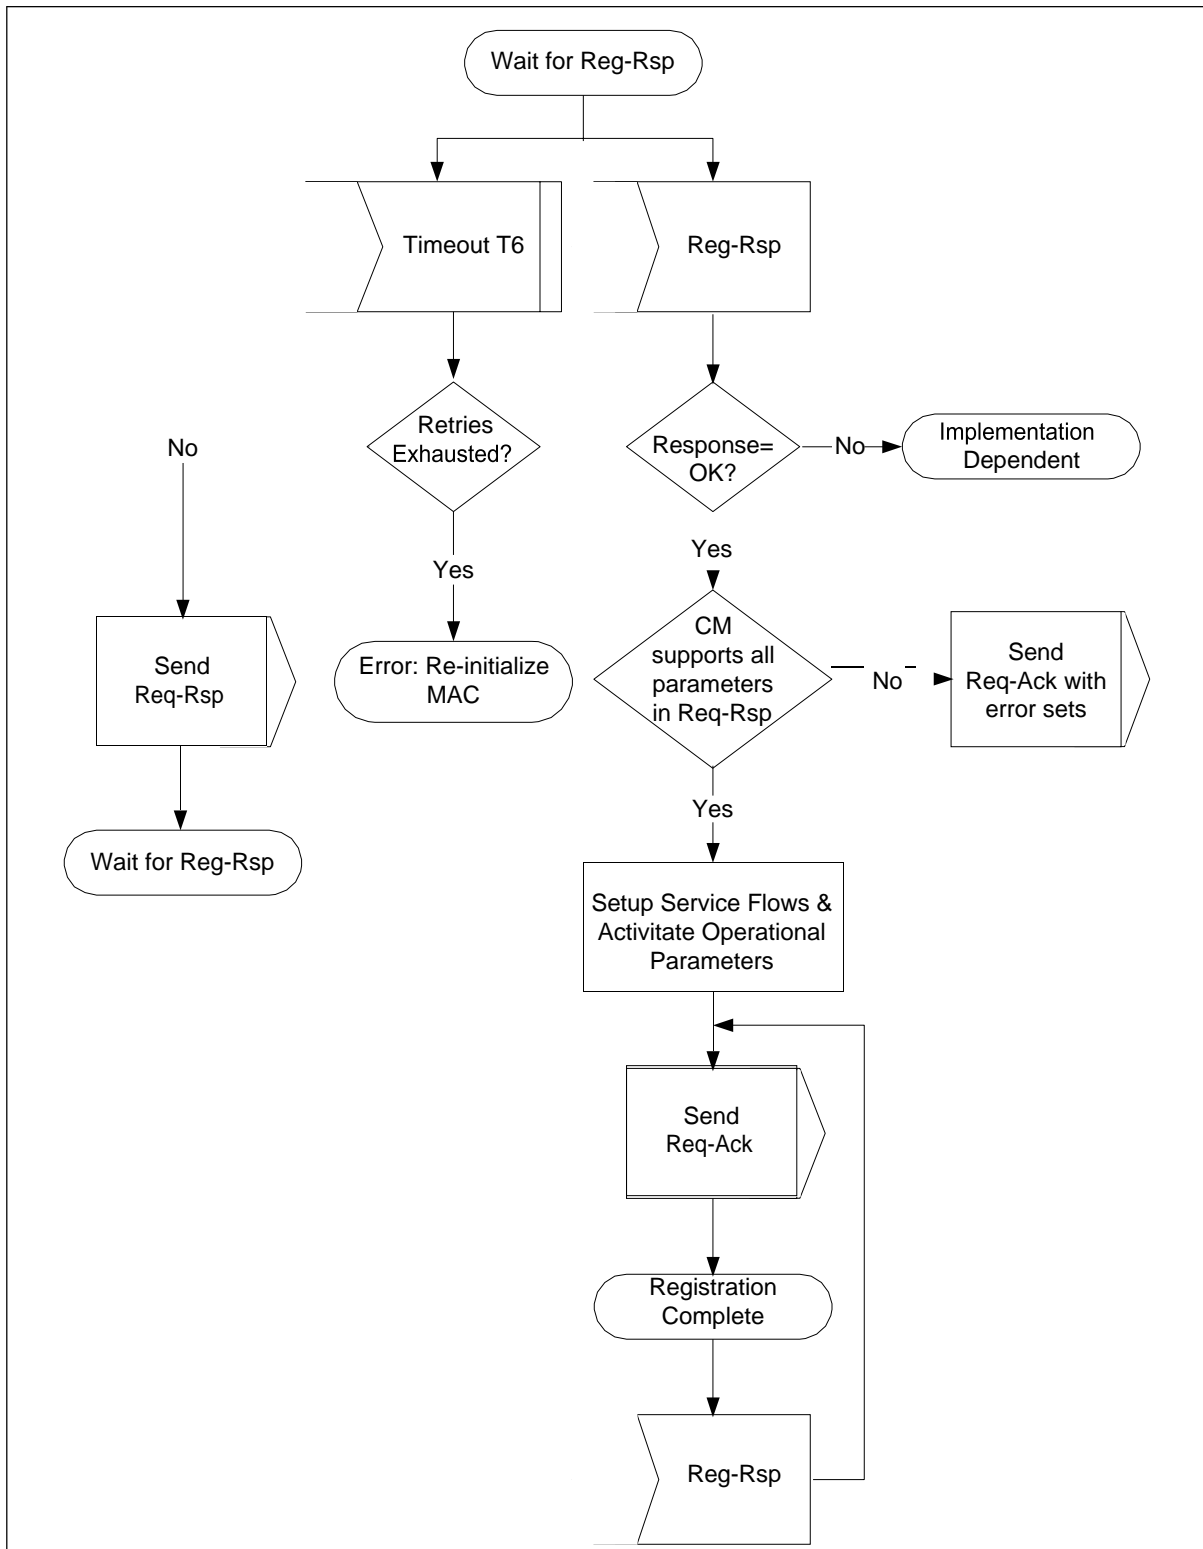 Wait for Reg-Rsp
Timeout T6
Reg-Rsp
Retries
Exhausted?
Response=
OK?
No
Implementation
Dependent
No
Yes
Yes
Send
Req-Rsp
Error: Re-initialize
MAC
CM
supports all
parameters
in Req-Rsp
No
Send
Req-Ack with
error sets
Yes
Wait for Reg-Rsp
Setup Service Flows &
Activitate Operational
Parameters
Send
Req-Ack
Registration
Complete
Reg-Rsp